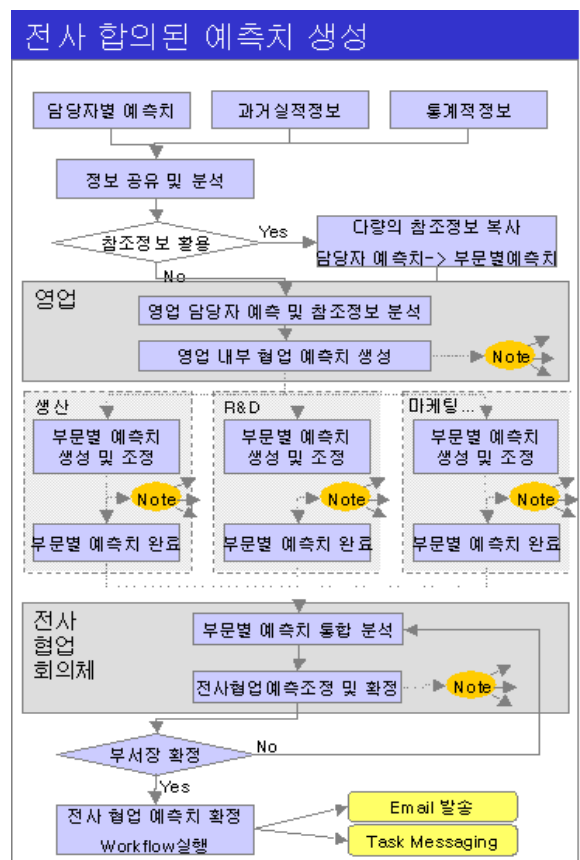 전사 합의된 예측치 생성
담당자별 예측치
과거실적정보
통계적정보
정보 공유 및 분석
참조정보 활용
Yes
다량의 참조정보 복사
담당자 예측치-> 부문별예측치
No
영업
영업 담당자 예측 및 참조정보 분석
영업 내부 협업 예측치 생성
Note
생산
부문별 예측치
생성 및 조정
Note
부문별 예측치 완료
R&D
부문별 예측치
생성 및 조정
Note
부문별 예측치 완료
마케팅...
부문별 예측치
생성 및 조정
Note
부문별 예측치 완료
전사
협업
회의체
부문별 예측치 통합 분석
전사협업예측조정 및 확정
Note
부서장 확정
No
Yes
전사 협업 예측치 확정
Workflow실행
Email 발송
Task Messaging